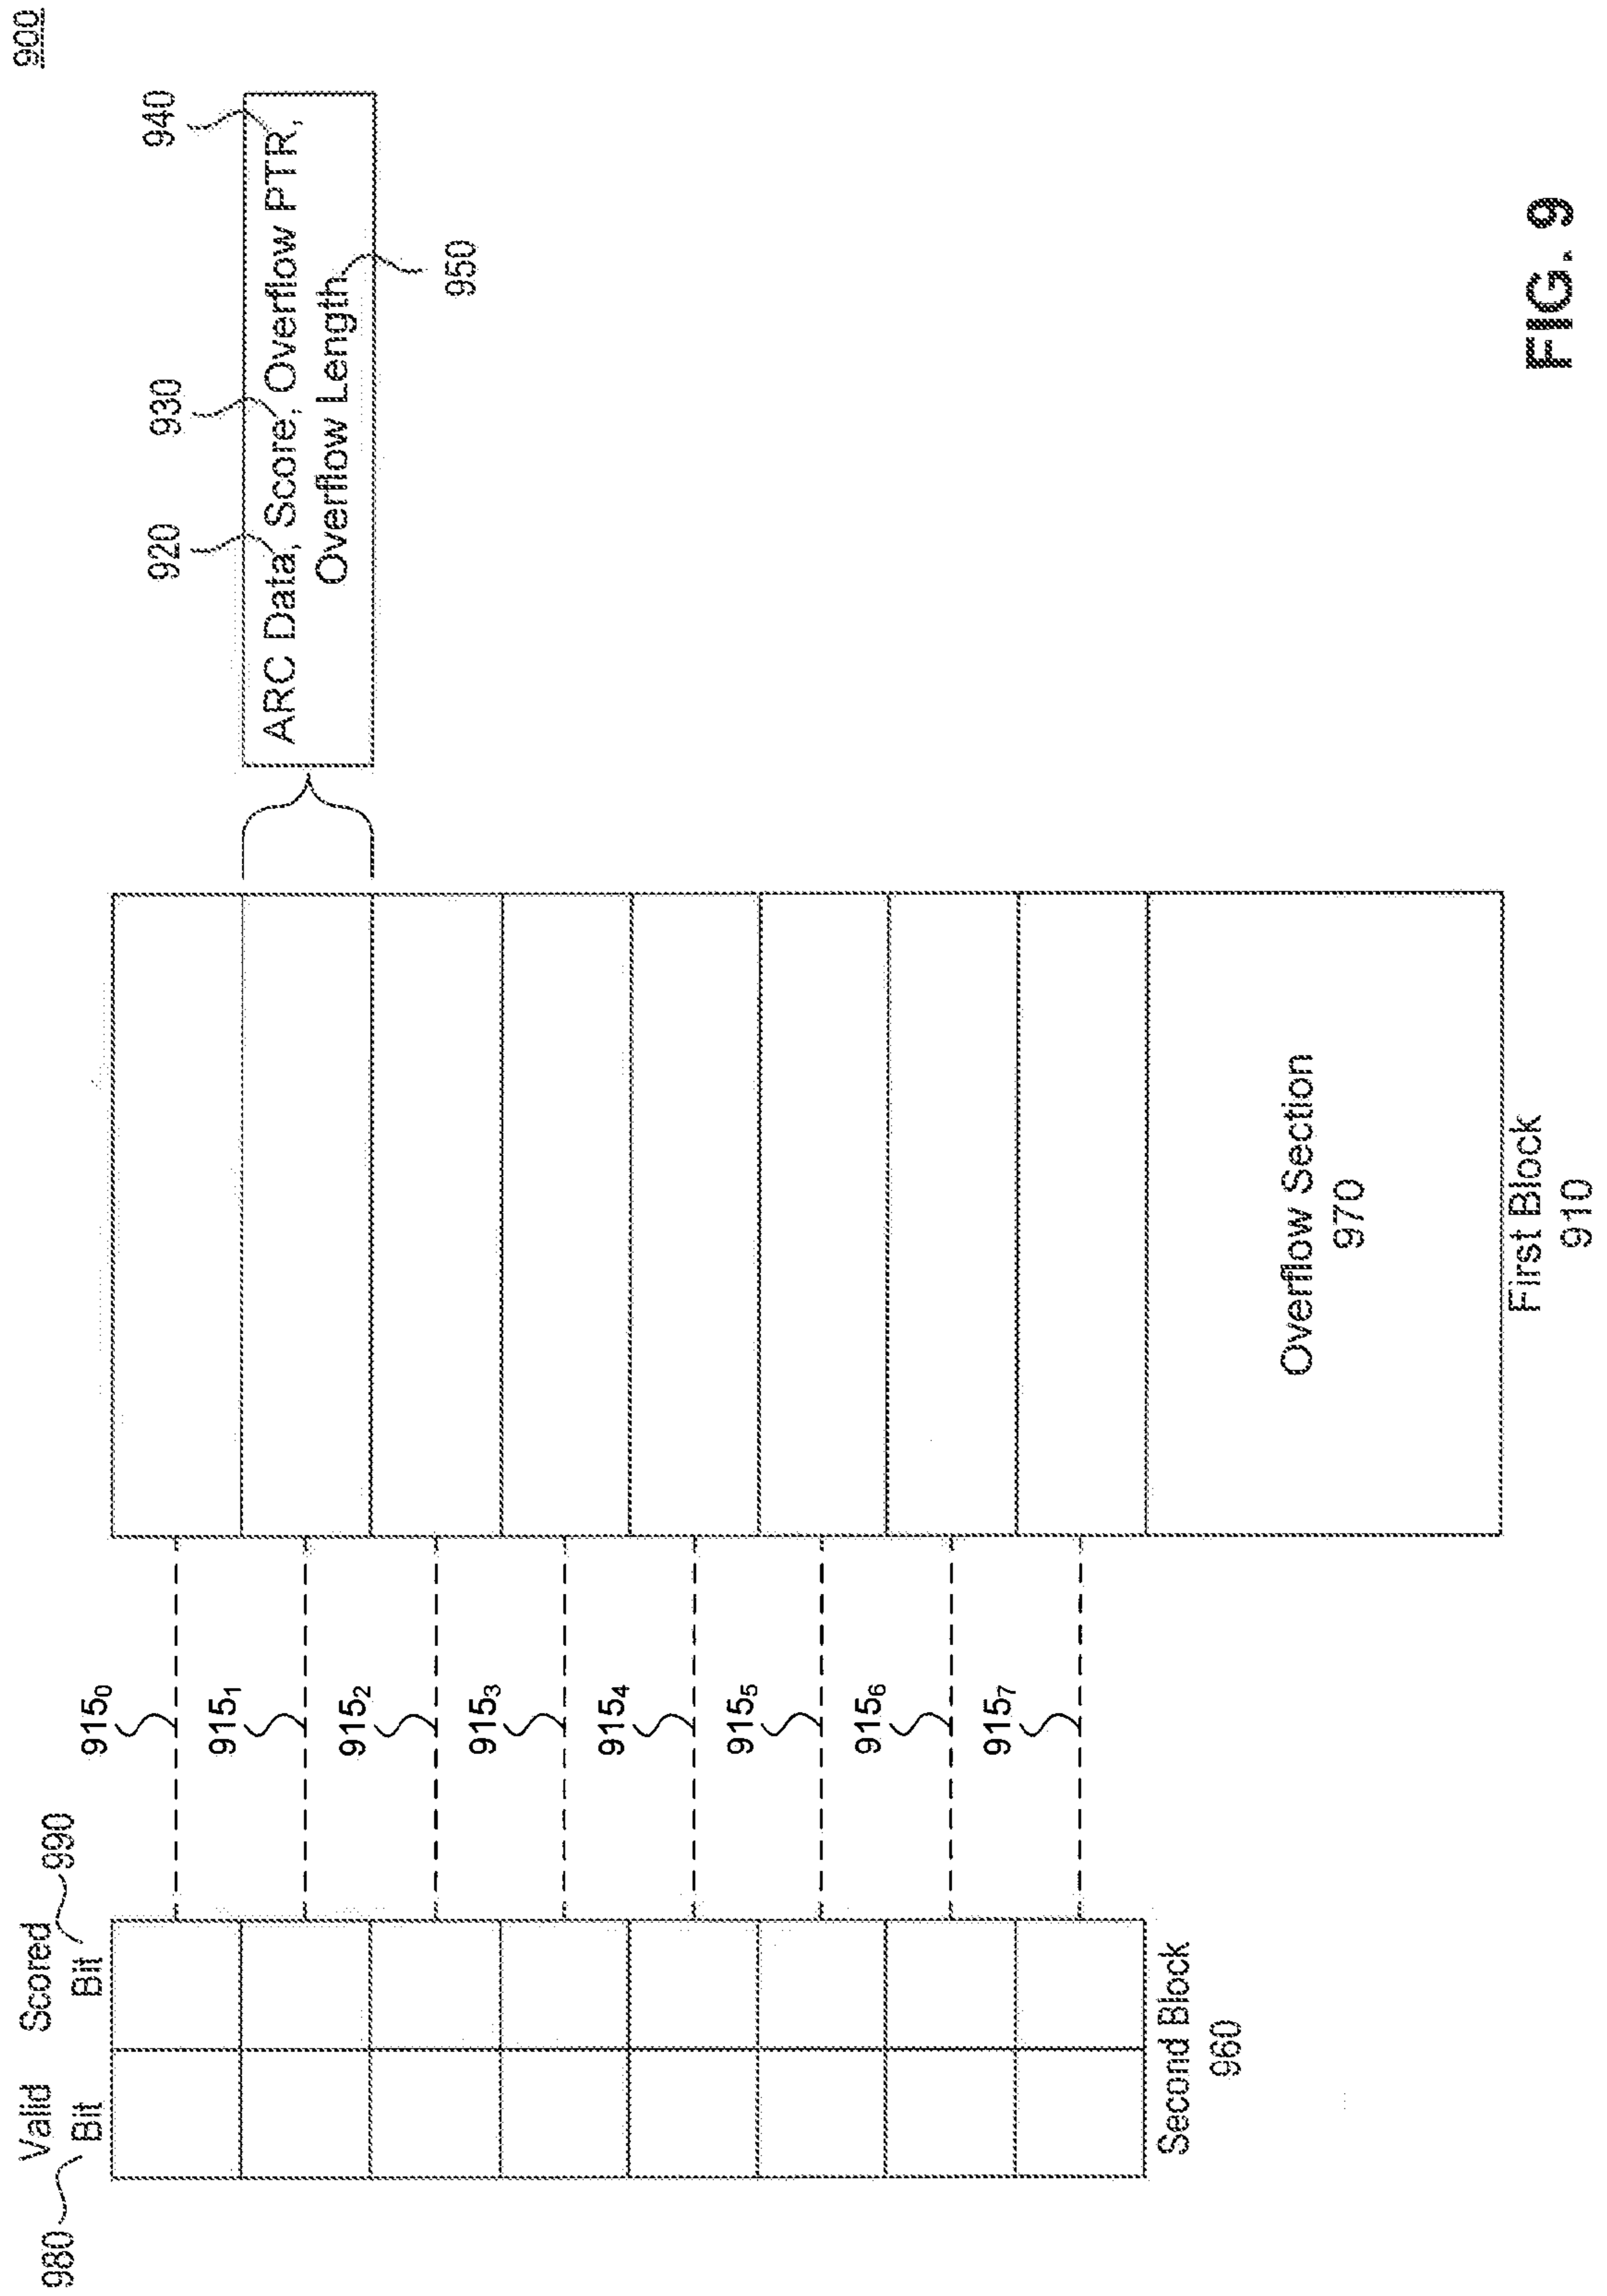 900
Valid Scored
Bit Bit
980
990
915₀
915₁
915₂
915₃
915₄
915₅
915₆
915₇
Second Block
960
Overflow Section
970
First Block
910
920
930
940
ARC Data, Score, Overflow PTR,
Overflow Length
950
FIG. 9